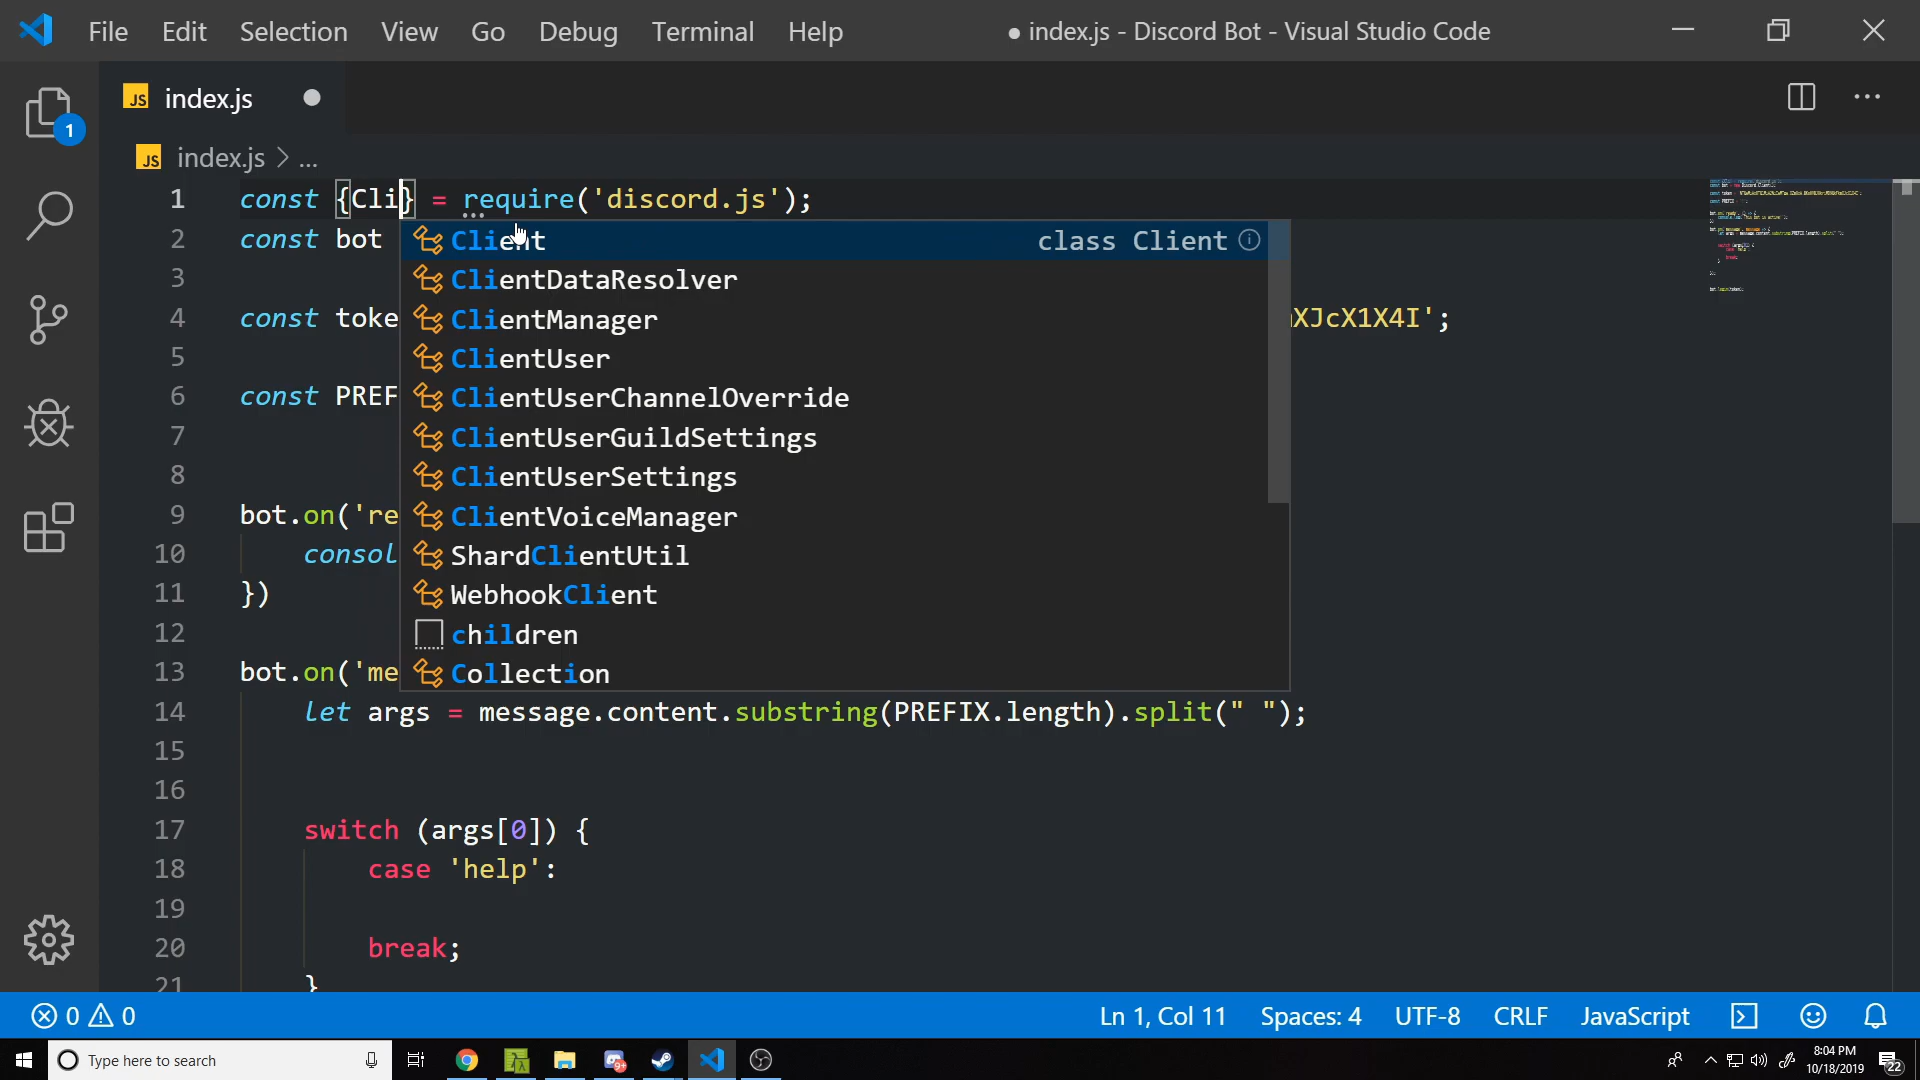 File Edit Selection View Go Debug Terminal Help ● index.js - Discord Bot - Visual Studio Code
JS index.js ●
1
JS index.js > ...
1 const {Cli} = require('discord.js');
2 const bot
3
4 const toke XJcX1X4I';
5
6 const PREF
7
8
9 bot.on('re
10 consol
11 })
12
13 bot.on('me
14 let args = message.content.substring(PREFIX.length).split(" ");
15
16
17 switch (args[0]) {
18 case 'help':
19
20 break;
21 }
Client class Client
ClientDataResolver
ClientManager
ClientUser
ClientUserChannelOverride
ClientUserGuildSettings
ClientUserSettings
ClientVoiceManager
ShardClientUtil
WebhookClient
children
Collection
0 0 Ln 1, Col 11 Spaces: 4 UTF-8 CRLF JavaScript
Type here to search 9+ 8:04 PM
10/18/2019 22